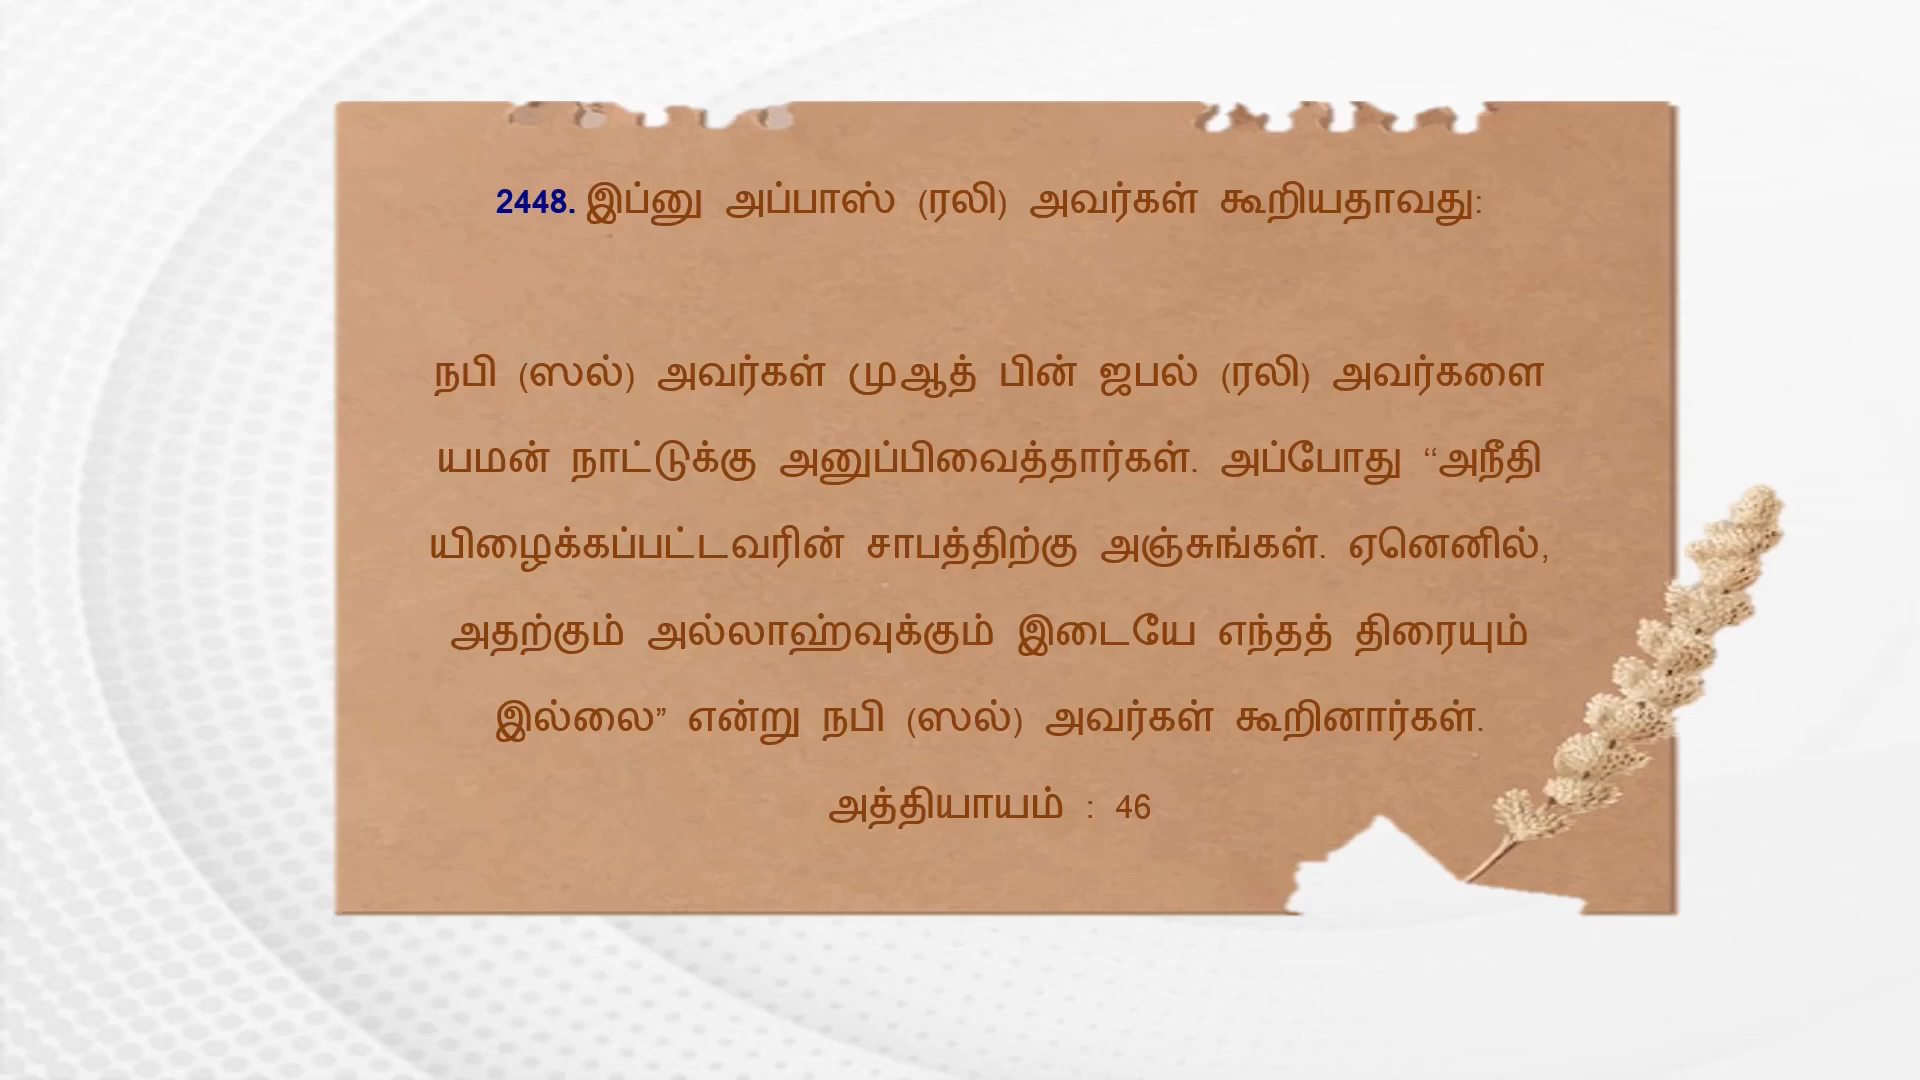 2448. இப்னு அப்பாஸ் (ரலி) அவர்கள் கூறியதாவது:
நபி (ஸல்) அவர்கள் முஆத் பின் ஜபல் (ரலி) அவர்களை
யமன் நாட்டுக்கு அனுப்பிவைத்தார்கள். அப்போது ‘‘அநீதி
யிழைக்கப்பட்டவரின் சாபத்திற்கு அஞ்சுங்கள். ஏனெனில்,
அதற்கும் அல்லாஹ்வுக்கும் இடையே எந்தத் திரையும்
இல்லை” என்று நபி (ஸல்) அவர்கள் கூறினார்கள்.
அத்தியாயம் : 46